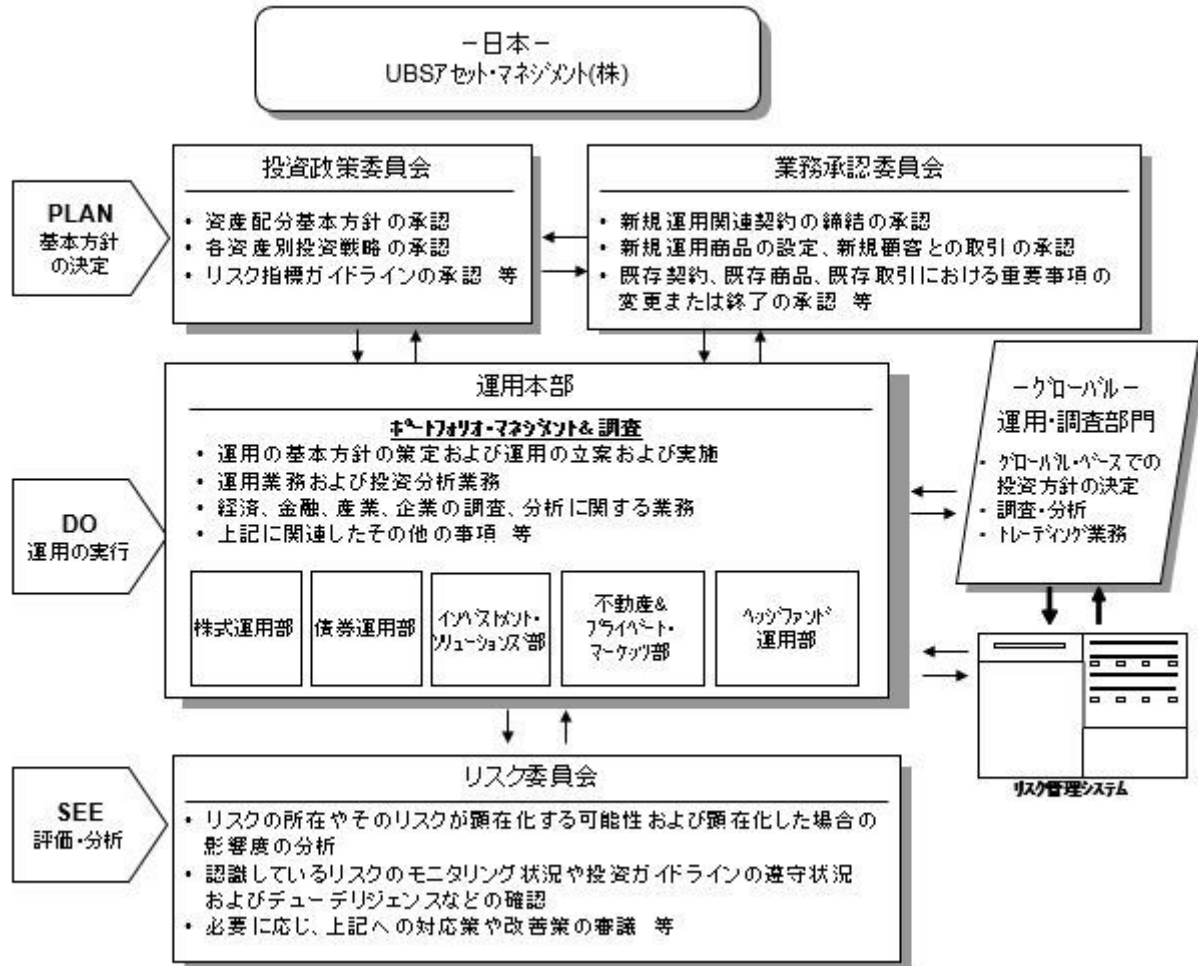 －日本－
UBSアセット・マネジメント(株)
投資政策委員会
・ 資産配分基本方針の承認
・ 各資産別投資戦略の承認
・ リスク指標ガイドラインの承認 等
業務承認委員会
・ 新規運用関連契約の締結の承認
・ 新規運用商品の設定、新規顧客との取引の承認
・ 既存契約、既存商品、既存取引における重要事項の
変更または終了の承認 等
PLAN
基本方針
の決定
運用本部
ポートフォリオ・マネジメント＆調査
・ 運用の基本方針の策定および運用の立案および実施
・ 運用業務および投資分析業務
・ 経済、金融、産業、企業の調査、分析に関する業務
・ 上記に関連したその他の事項 等
株式運用部
債券運用部
インベストメント・
ソリューションズ部
不動産＆
プライベート・
マーケッツ部
ヘッジファンド
運用部
DO
運用の実行
－グローバル－
運用・調査部門
・ グローバル・ベースでの
投資方針の決定
・ 調査・分析
・ トレーディング業務
リスク管理システム
SEE
評価・分析
リスク委員会
・ リスクの所在やそのリスクが顕在化する可能性および顕在化した場合の
影響度の分析
・ 認識しているリスクのモニタリング状況や投資ガイドラインの遵守状況
およびデューデリジェンスなどの確認
・ 必要に応じ、上記への対応策や改善策の審議 等